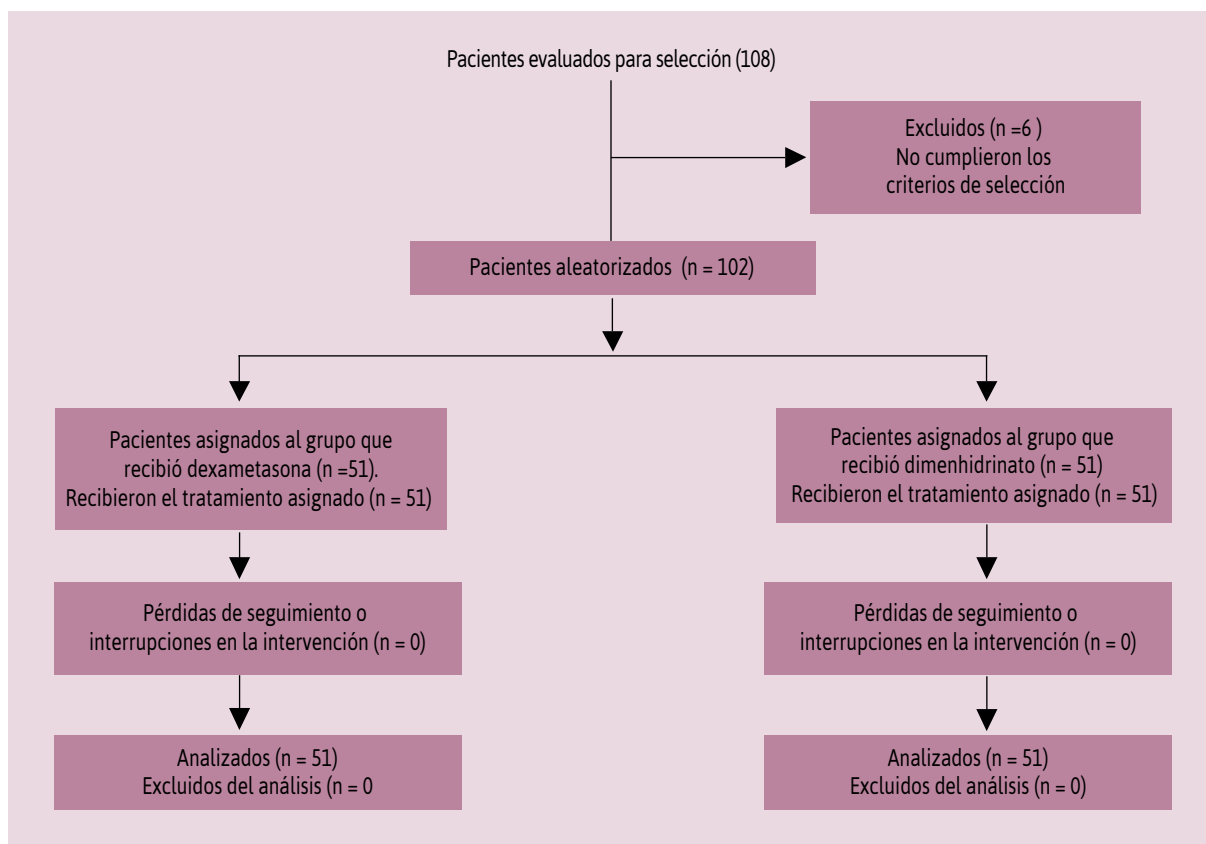 Pacientes evaluados para selección (108)
Excluidos (n =6 )
No cumplieron los
criterios de selección
Pacientes aleatorizados  (n = 102)
Pacientes asignados al grupo que
recibió dexametasona (n =51).
Recibieron el tratamiento asignado (n = 51)
Pacientes asignados al grupo que
recibió dimenhidrinato (n = 51)
Recibieron el tratamiento asignado (n = 51)
Pérdidas de seguimiento o
interrupciones en la intervención (n = 0)
Pérdidas de seguimiento o
interrupciones en la intervención (n = 0)
Analizados (n = 51)
Excluidos del análisis (n = 0
Analizados (n = 51)
Excluidos del análisis (n = 0)